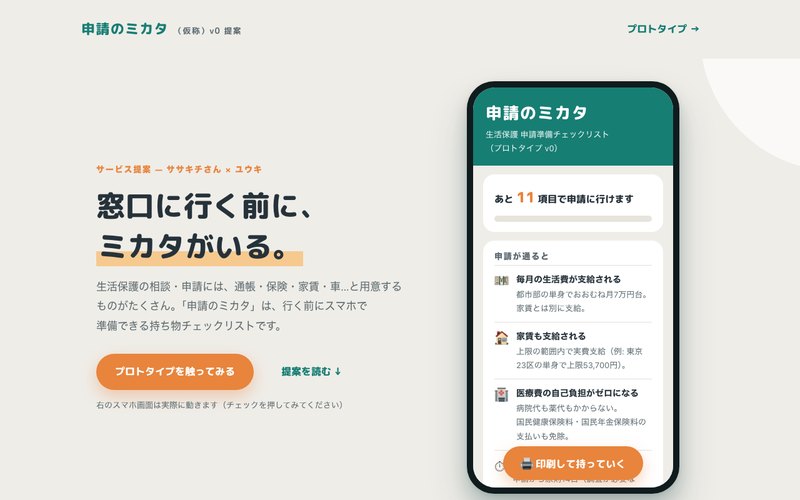 申請のミカタ （仮称）v0 提案
プロトタイプ →
サービス提案 — ササキチさん × ユウキ
窓口に行く前に、
ミカタがいる。
生活保護の相談・申請には、通帳・保険・家賃・車…と用意する
ものがたくさん。「申請のミカタ」は、行く前にスマホで
準備できる持ち物チェックリストです。
プロトタイプを触ってみる
提案を読む ↓
右のスマホ画面は実際に動きます（チェックを押してみてください）
申請のミカタ
生活保護 申請準備チェックリスト
（プロトタイプ v0）
あと 11 項目で申請に行けます
申請が通ると
毎月の生活費が支給される
都市部の単身でおおむね月7万円台。
家賃とは別に支給。
家賃も支給される
上限の範囲内で実費支給（例: 東京
23区の単身で上限53,700円）。
医療費の自己負担がゼロになる
病院代も薬代もかからない。
国民健康保険料・国民年金保険料の
支払いも免除。
印刷して持っていく